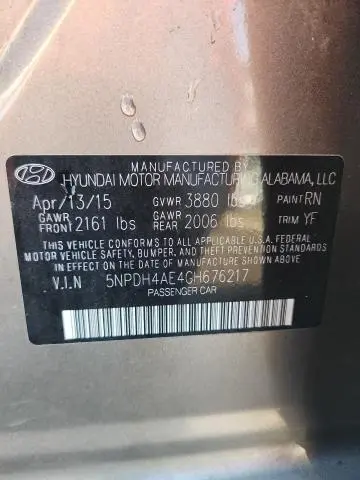 MANUFACTURED BY
HYUNDAI MOTOR MANUFACTURING ALABAMA, LLC
Apr/13/15 GVWR 3880 lbs PAINT RN
GAWR FRONT 2161 lbs GAWR REAR 2006 lbs TRIM YF
THIS VEHICLE CONFORMS TO ALL APPLICABLE U.S.A. FEDERAL
MOTOR VEHICLE SAFETY, BUMPER, AND THEFT PREVENTION
STANDARDS IN EFFECT ON THE DATE OF MANUFACTURE SHOWN ABOVE.
V.I.N 5NPDH4AE4GH676217
PASSENGER CAR